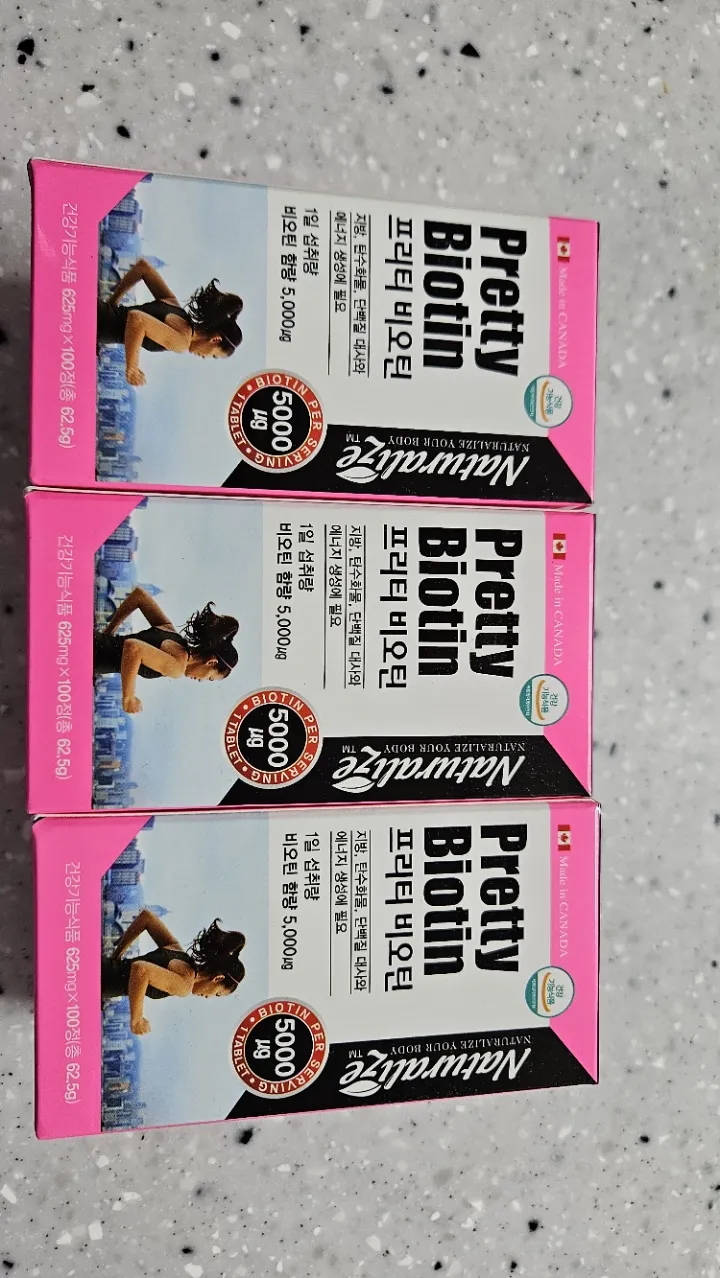 Made in CANADA
Pretty
Biotin
프리티 비오틴
지방, 탄수화물, 단백질 대사와
에너지 생성에 필요
1일 섭취량
비오틴 함량 5,000㎍
건강
기능식품
Naturalize™
NATURALIZE YOUR BODY
BIOTIN PER SERVING
5000
µg
1TABLET
건강기능식품 625mg×100정(총 62.5g)
Made in CANADA
Pretty
Biotin
프리티 비오틴
지방, 탄수화물, 단백질 대사와
에너지 생성에 필요
1일 섭취량
비오틴 함량 5,000㎍
건강
기능식품
Naturalize™
NATURALIZE YOUR BODY
BIOTIN PER SERVING
5000
µg
1TABLET
건강기능식품 625mg×100정(총 62.5g)
Made in CANADA
Pretty
Biotin
프리티 비오틴
지방, 탄수화물, 단백질 대사와
에너지 생성에 필요
1일 섭취량
비오틴 함량 5,000㎍
건강
기능식품
Naturalize™
NATURALIZE YOUR BODY
BIOTIN PER SERVING
5000
µg
1TABLET
건강기능식품 625mg×100정(총 62.5g)